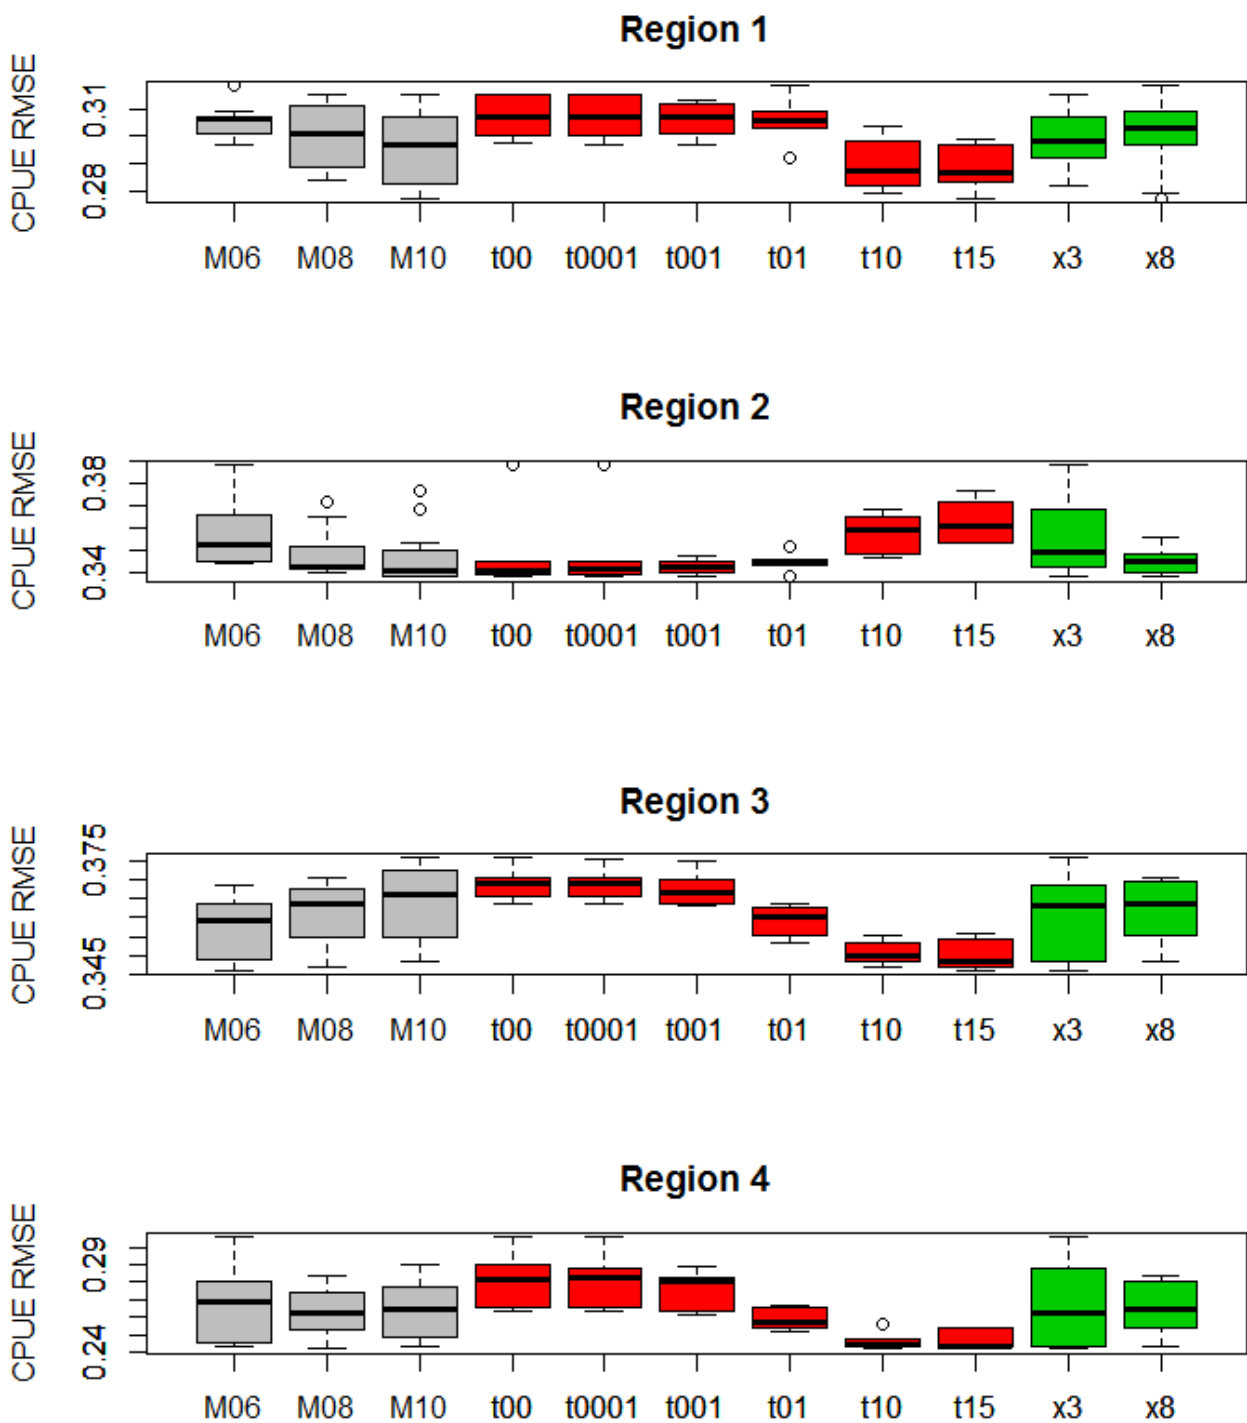 Region 1
CPUE RMSE
0.31
0.28
M06 M08 M10 t00 t0001 t001 t01 t10 t15 x3 x8
Region 2
CPUE RMSE
0.38
0.34
M06 M08 M10 t00 t0001 t001 t01 t10 t15 x3 x8
Region 3
CPUE RMSE
0.375
0.345
M06 M08 M10 t00 t0001 t001 t01 t10 t15 x3 x8
Region 4
CPUE RMSE
0.29
0.24
M06 M08 M10 t00 t0001 t001 t01 t10 t15 x3 x8